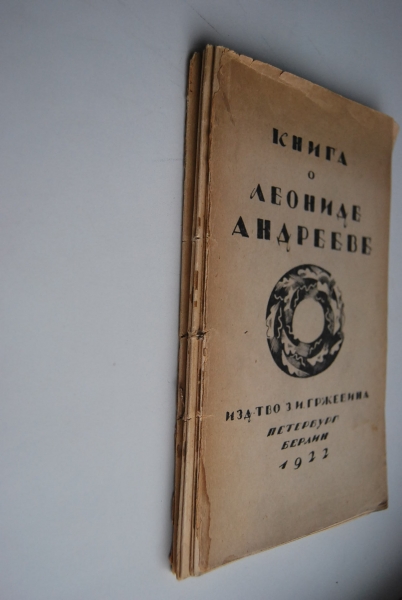 КНИГА
О
ЛЕОНИДЕ
АНДРЕЕВЕ
ИЗД-ТВО З.И.ГРЖЕБИНА
ПЕТЕРБУРГ
БЕРЛИН
1922